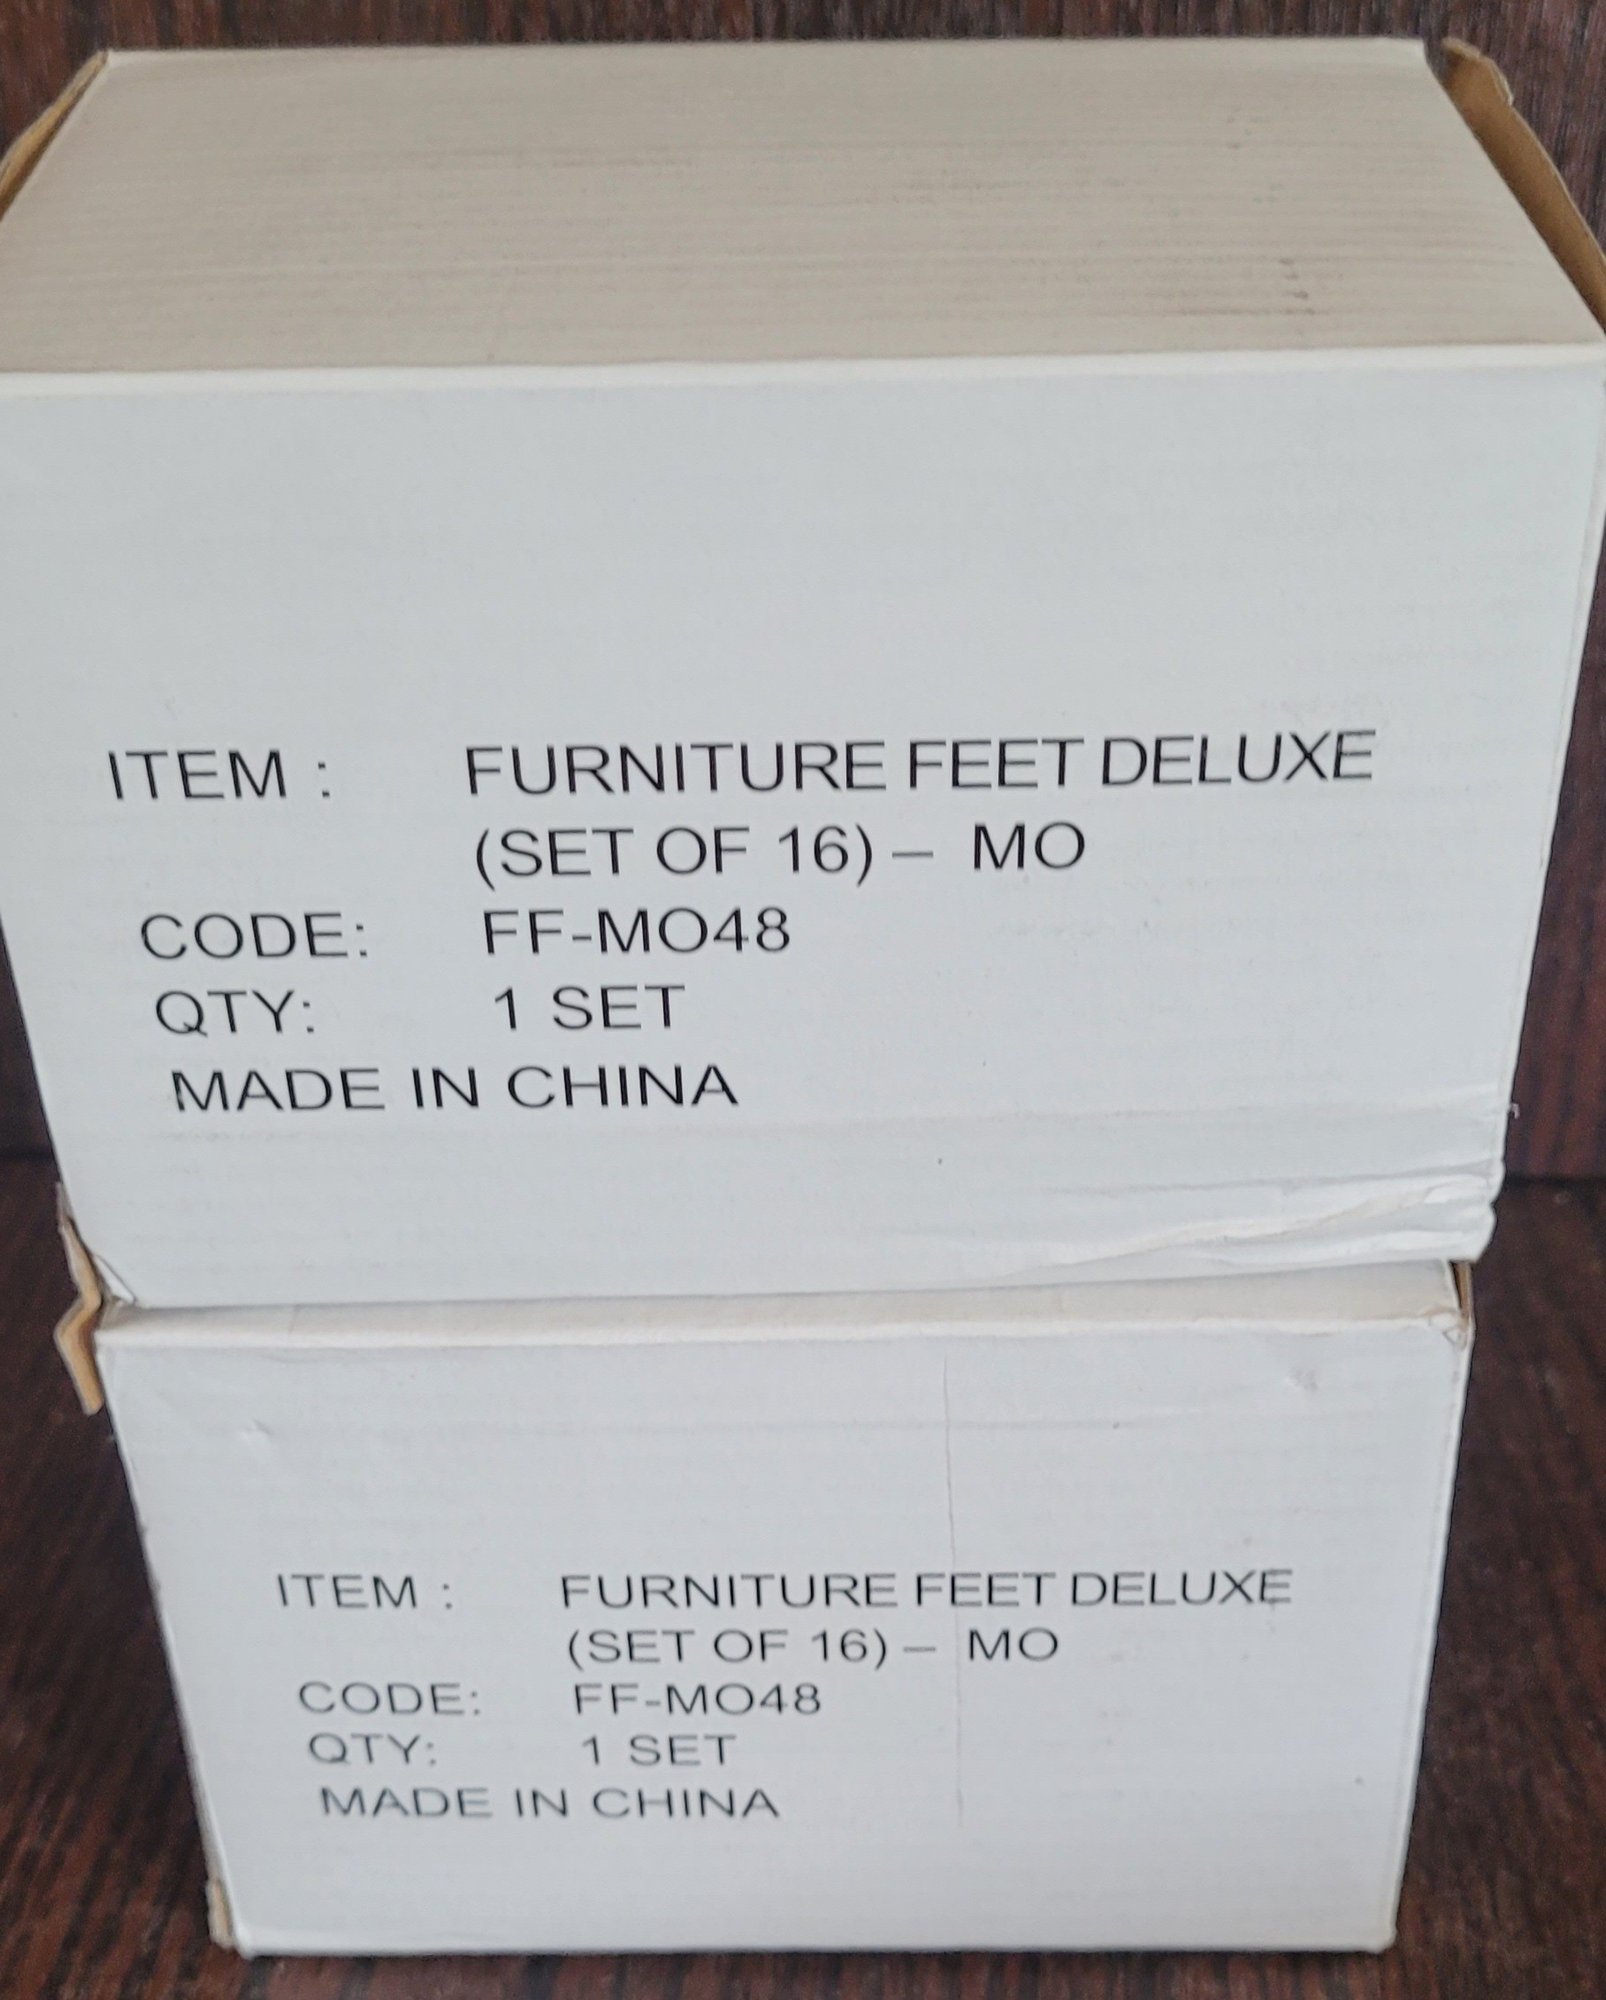 ITEM : FURNITURE FEET DELUXE
(SET OF 16) – MO
CODE: FF-MO48
QTY: 1 SET
MADE IN CHINA
ITEM : FURNITURE FEET DELUXE
(SET OF 16) – MO
CODE: FF-MO48
QTY: 1 SET
MADE IN CHINA